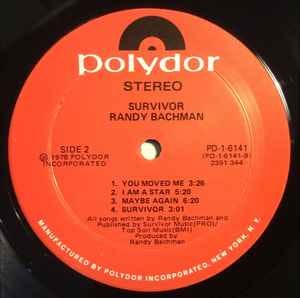 polydor
STEREO
SURVIVOR
RANDY BACHMAN
SIDE 2
℗ 1978 POLYDOR
INCORPORATED
PD-1-6141
(PD-1-6141-B)
2391 344
1. YOU MOVED ME 3:26
2. I AM A STAR 5:20
3. MAYBE AGAIN 6:20
4. SURVIVOR 3:01
All songs written by Randy Bachman and
Published by Survivor Music(PRO)/
Top Soil Music(BMI)
Produced by
Randy Bachman
MANUFACTURED BY POLYDOR INCORPORATED, NEW YORK, N.Y.